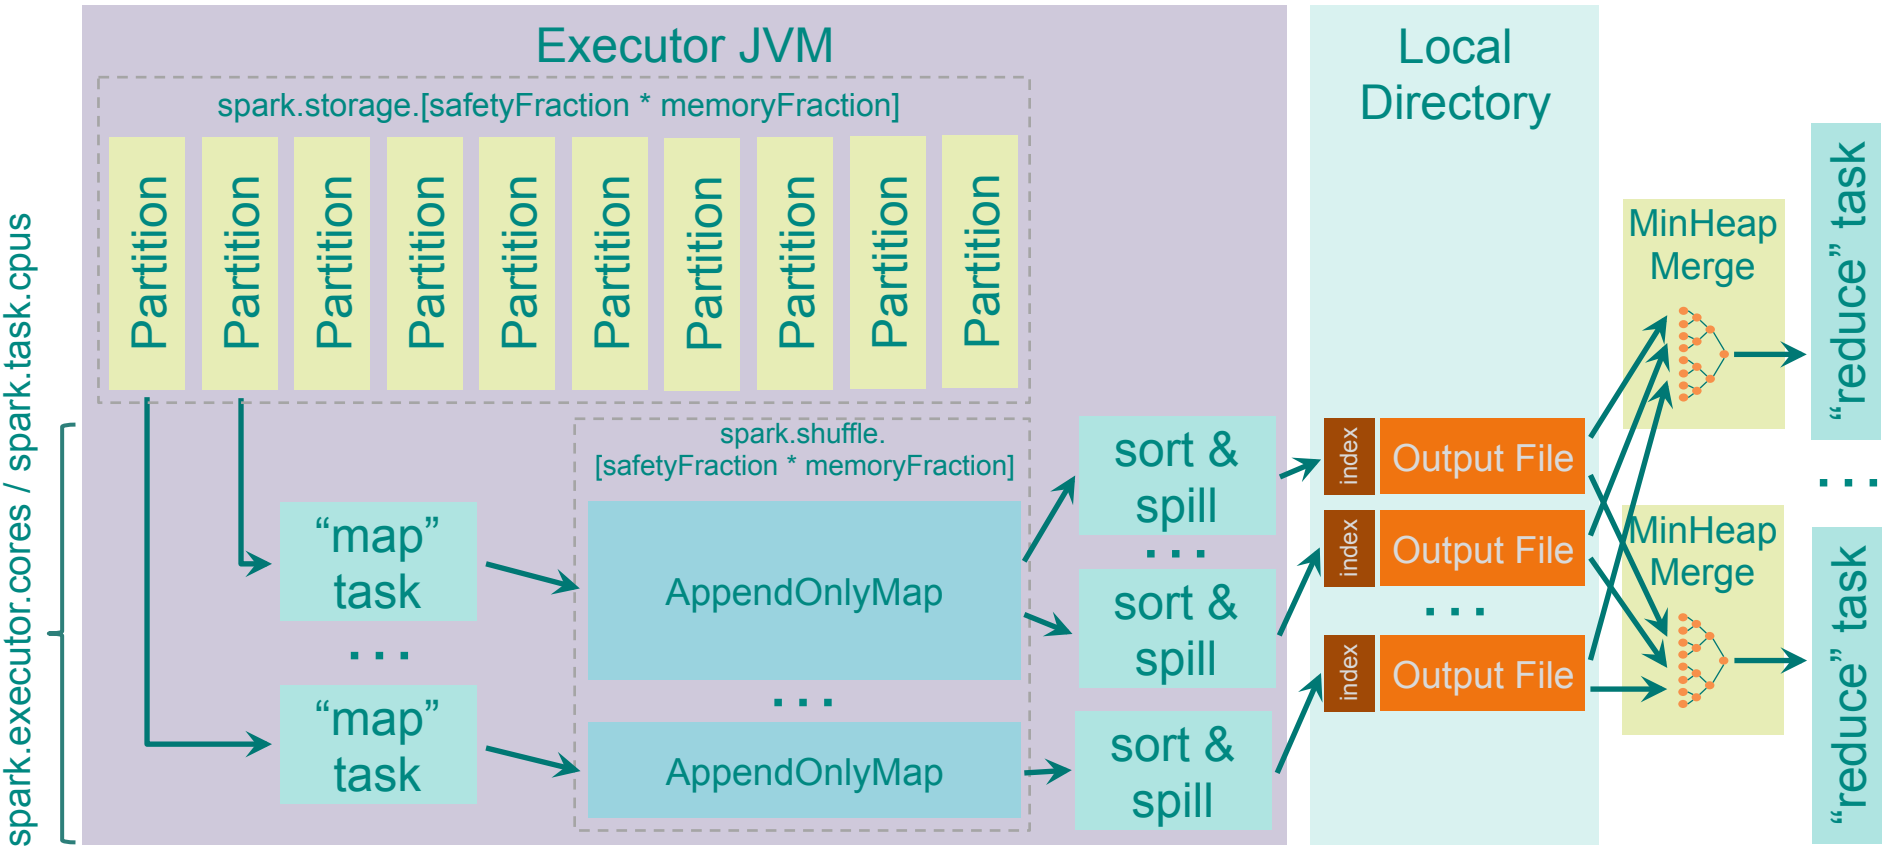 Executor JVM
spark.storage.[safetyFraction * memoryFraction]
Partition
Partition
Partition
Partition
Partition
Partition
Partition
Partition
Partition
Partition
spark.executor.cores / spark.task.cpus
“map”
task
...
“map”
task
spark.shuffle.
[safetyFraction * memoryFraction]
AppendOnlyMap
...
AppendOnlyMap
sort &
spill
...
sort &
spill
sort &
spill
Local
Directory
index
Output File
index
Output File
...
index
Output File
MinHeap
Merge
MinHeap
Merge
“reduce” task
...
“reduce” task